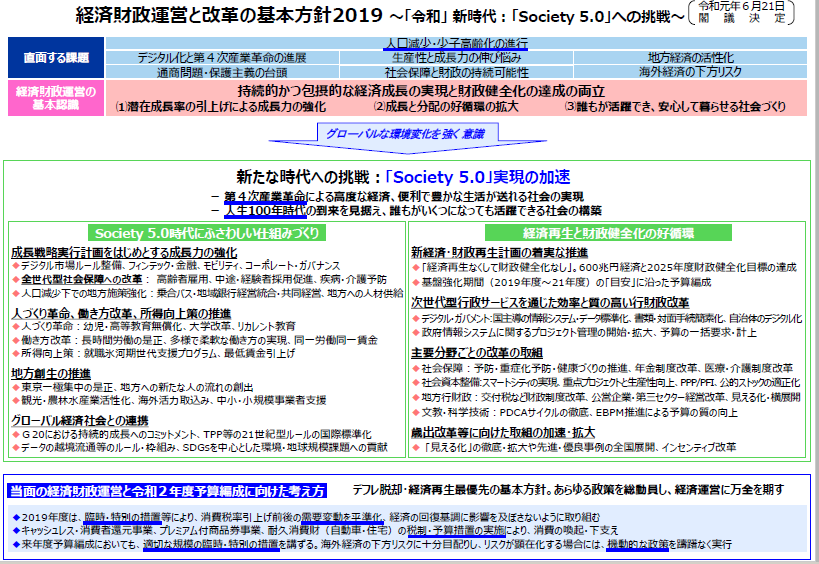 経済財政運営と改革の基本方針2019 ～「令和」新時代：「Society 5.0」への挑戦～
令和元年6月21日
閣議決定
直面する課題
人口減少・少子高齢化の進行
デジタル化と第４次産業革命の進展 生産性と成長力の伸び悩み 地方経済の活性化
通商問題・保護主義の台頭 社会保障と財政の持続可能性 海外経済の下方リスク
経済財政運営の
基本認識
持続的かつ包摂的な経済成長の実現と財政健全化の達成の両立
⑴潜在成長率の引上げによる成長力の強化 ⑵成長と分配の好循環の拡大 ⑶誰もが活躍でき、安心して暮らせる社会づくり
グローバルな環境変化を強く意識
新たな時代への挑戦：「Society 5.0」実現の加速
－ 第４次産業革命による高度な経済、便利で豊かな生活が送れる社会の実現
－ 人生100年時代の到来を見据え、誰もがいくつになっても活躍できる社会の構築
Society 5.0時代にふさわしい仕組みづくり
成長戦略実行計画をはじめとする成長力の強化
◆デジタル市場ルール整備、フィンテック・金融、モビリティ、コーポレート・ガバナンス
◆全世代型社会保障への改革： 高齢者雇用、中途・経験者採用促進、疾病・介護予防
◆人口減少下での地方施策強化：乗合バス・地域銀行経営統合・共同経営、地方への人材供給
人づくり革命、働き方改革、所得向上策の推進
◆人づくり革命：幼児・高等教育無償化、大学改革、リカレント教育
◆働き方改革：長時間労働の是正、多様で柔軟な働き方の実現、同一労働同一賃金
◆所得向上策：就職氷河期世代支援プログラム、最低賃金引上げ
地方創生の推進
◆東京一極集中の是正、地方への新たな人の流れの創出
◆観光・農林水産業活性化、海外活力取込み、中小・小規模事業者支援
グローバル経済社会との連携
◆Ｇ20における持続的成長へのコミットメント、TPP等の21世紀型ルールの国際標準化
◆データの越境流通等のルール・枠組み、SDGsを中心とした環境・地球規模課題への貢献
経済再生と財政健全化の好循環
新経済・財政再生計画の着実な推進
◆「経済再生なくして財政健全化なし」。600兆円経済と2025年度財政健全化目標の達成
◆基盤強化期間（2019年度～21年度）の「目安」に沿った予算編成
次世代型行政サービスを通じた効率と質の高い行財政改革
◆デジタル・ガバメント：国主導の情報システム・データ標準化、書類・対面手続簡素化、自治体のデジタル化
◆政府情報システムに関するプロジェクト管理の開始・拡大、予算の一括要求・計上
主要分野ごとの改革の取組
◆社会保障：予防・重症化予防・健康づくりの推進、年金制度改革、医療・介護制度改革
◆社会資本整備：スマートシティの実現、重点プロジェクトと生産性向上、PPP/PFI、公的ストックの適正化
◆地方行財政：交付税など財政制度改革、公営企業・第三セクター経営改革、見える化・横展開
◆文教・科学技術：PDCAサイクルの徹底、EBPM推進による予算の質の向上
歳出改革等に向けた取組の加速・拡大
◆「見える化」の徹底・拡大や先進・優良事例の全国展開、インセンティブ改革
当面の経済財政運営と令和２年度予算編成に向けた考え方 デフレ脱却・経済再生最優先の基本方針。あらゆる政策を総動員し、経済運営に万全を期す
◆2019年度は、臨時・特別の措置等により、消費税率引上げ前後の需要変動を平準化、経済の回復基調に影響を及ぼさないように取り組む
◆キャッシュレス・消費者還元事業、プレミアム付商品券事業、耐久消費財（自動車・住宅）の税制・予算措置の実施により、消費の喚起・下支え
◆来年度予算編成においても、適切な規模の臨時・特別の措置を講ずる。海外経済の下方リスクに十分目配りし、リスクが顕在化する場合には、機動的な政策を躊躇なく実行